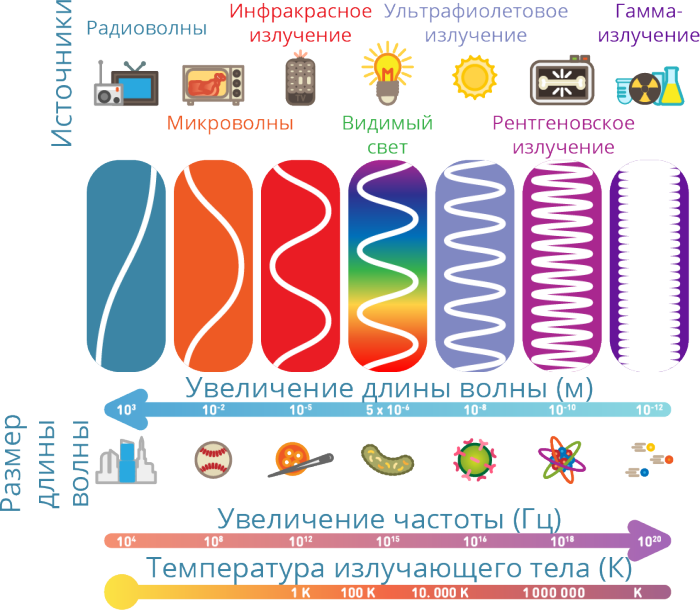 Источники
Радиоволны
Микроволны
Инфракрасное
излучение
Видимый
свет
Ультрафиолетовое
излучение
Рентгеновское
излучение
Гамма-
излучение
M
TV
Увеличение длины волны (м)
10³ 10⁻² 10⁻⁵ 5 x 10⁻⁶ 10⁻⁸ 10⁻¹⁰ 10⁻¹²
Размер
длины
волны
Увеличение частоты (Гц)
10⁴ 10⁸ 10¹² 10¹⁵ 10¹⁶ 10¹⁸ 10²⁰
Температура излучающего тела (К)
1 K 100 K 10.000 K 1 000 000 K